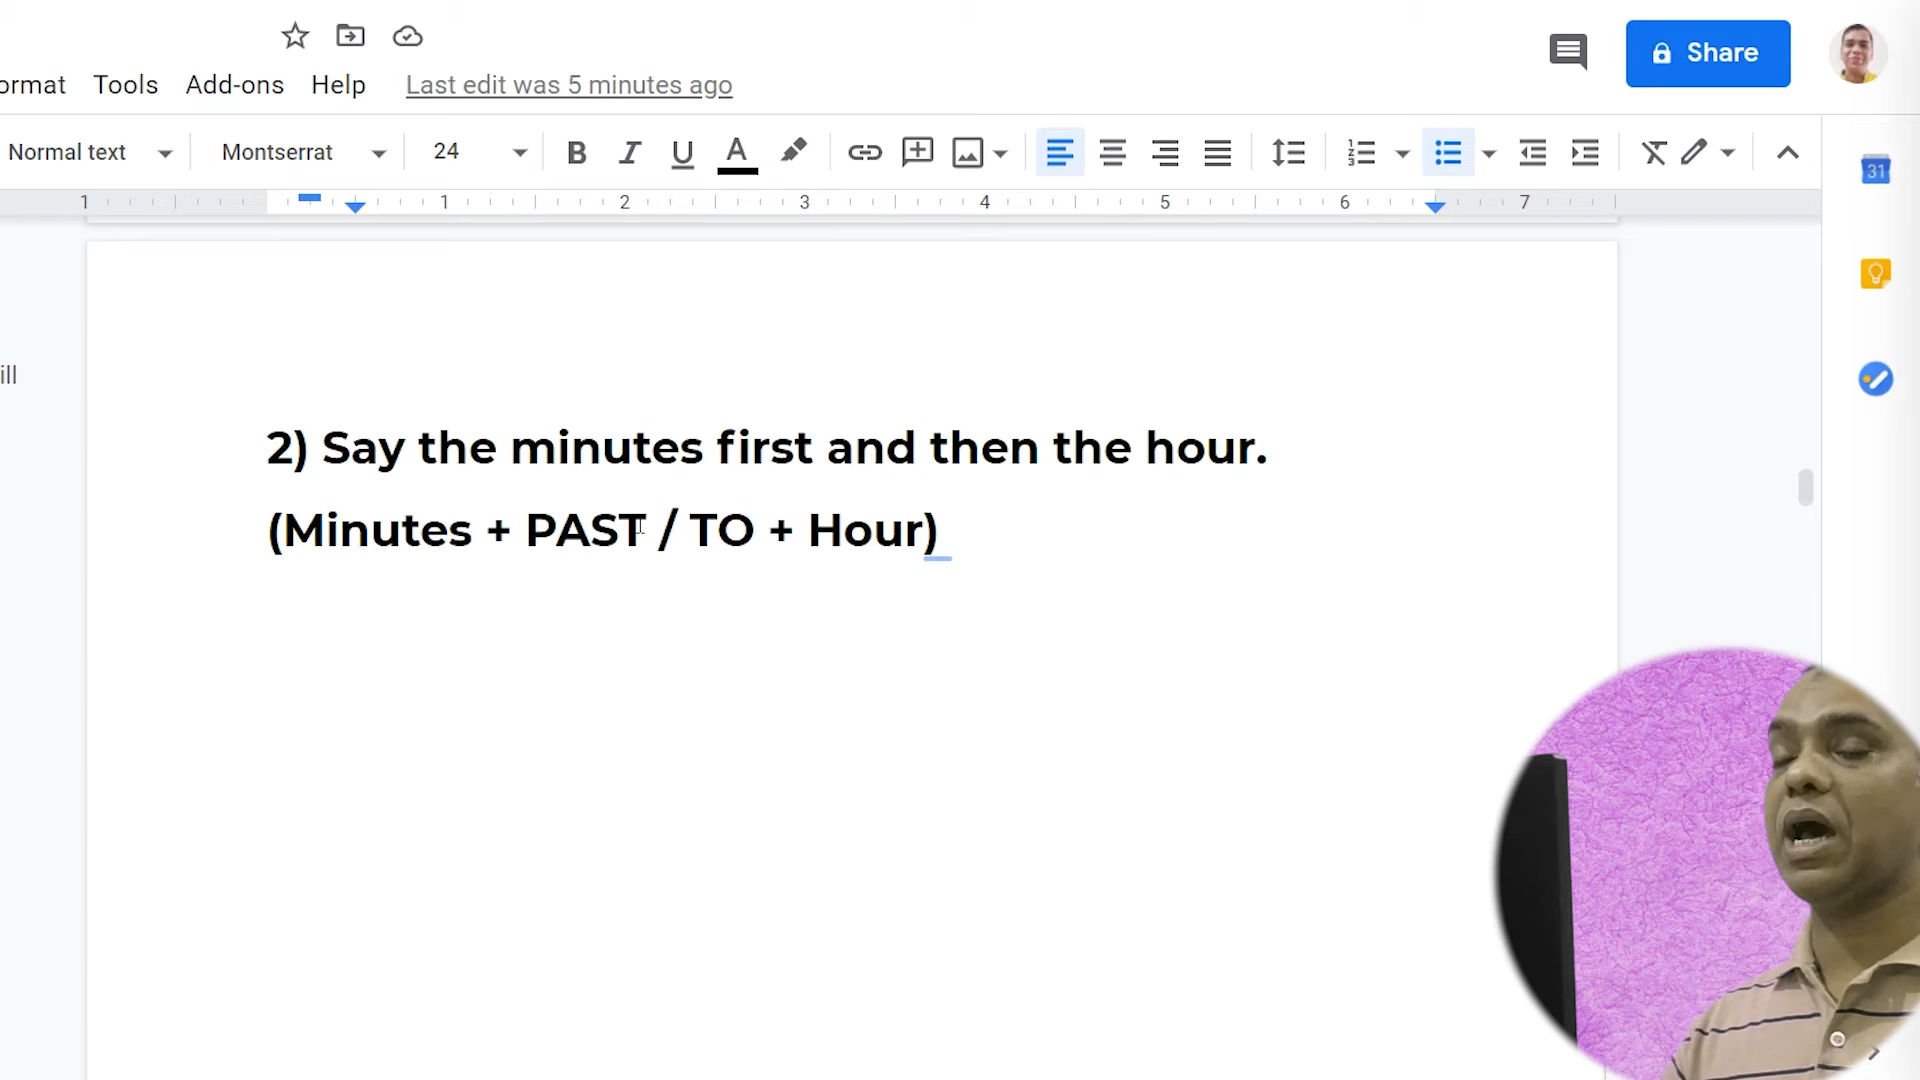 Share
ormat Tools Add-ons Help Last edit was 5 minutes ago
Normal text Montserrat 24
1 1 2 3 4 5 6 7
31
ill
2) Say the minutes first and then the hour.
(Minutes + PAST / TO + Hour)